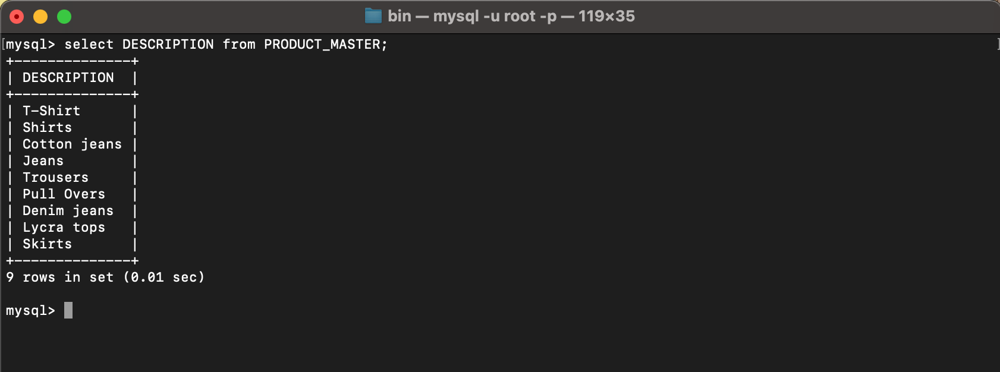 bin — mysql -u root -p — 119×35
[mysql> select DESCRIPTION from PRODUCT_MASTER; ]
+--------------+
| DESCRIPTION  |
+--------------+
| T-Shirt      |
| Shirts       |
| Cotton jeans |
| Jeans        |
| Trousers     |
| Pull Overs   |
| Denim jeans  |
| Lycra tops   |
| Skirts       |
+--------------+
9 rows in set (0.01 sec)
mysql>